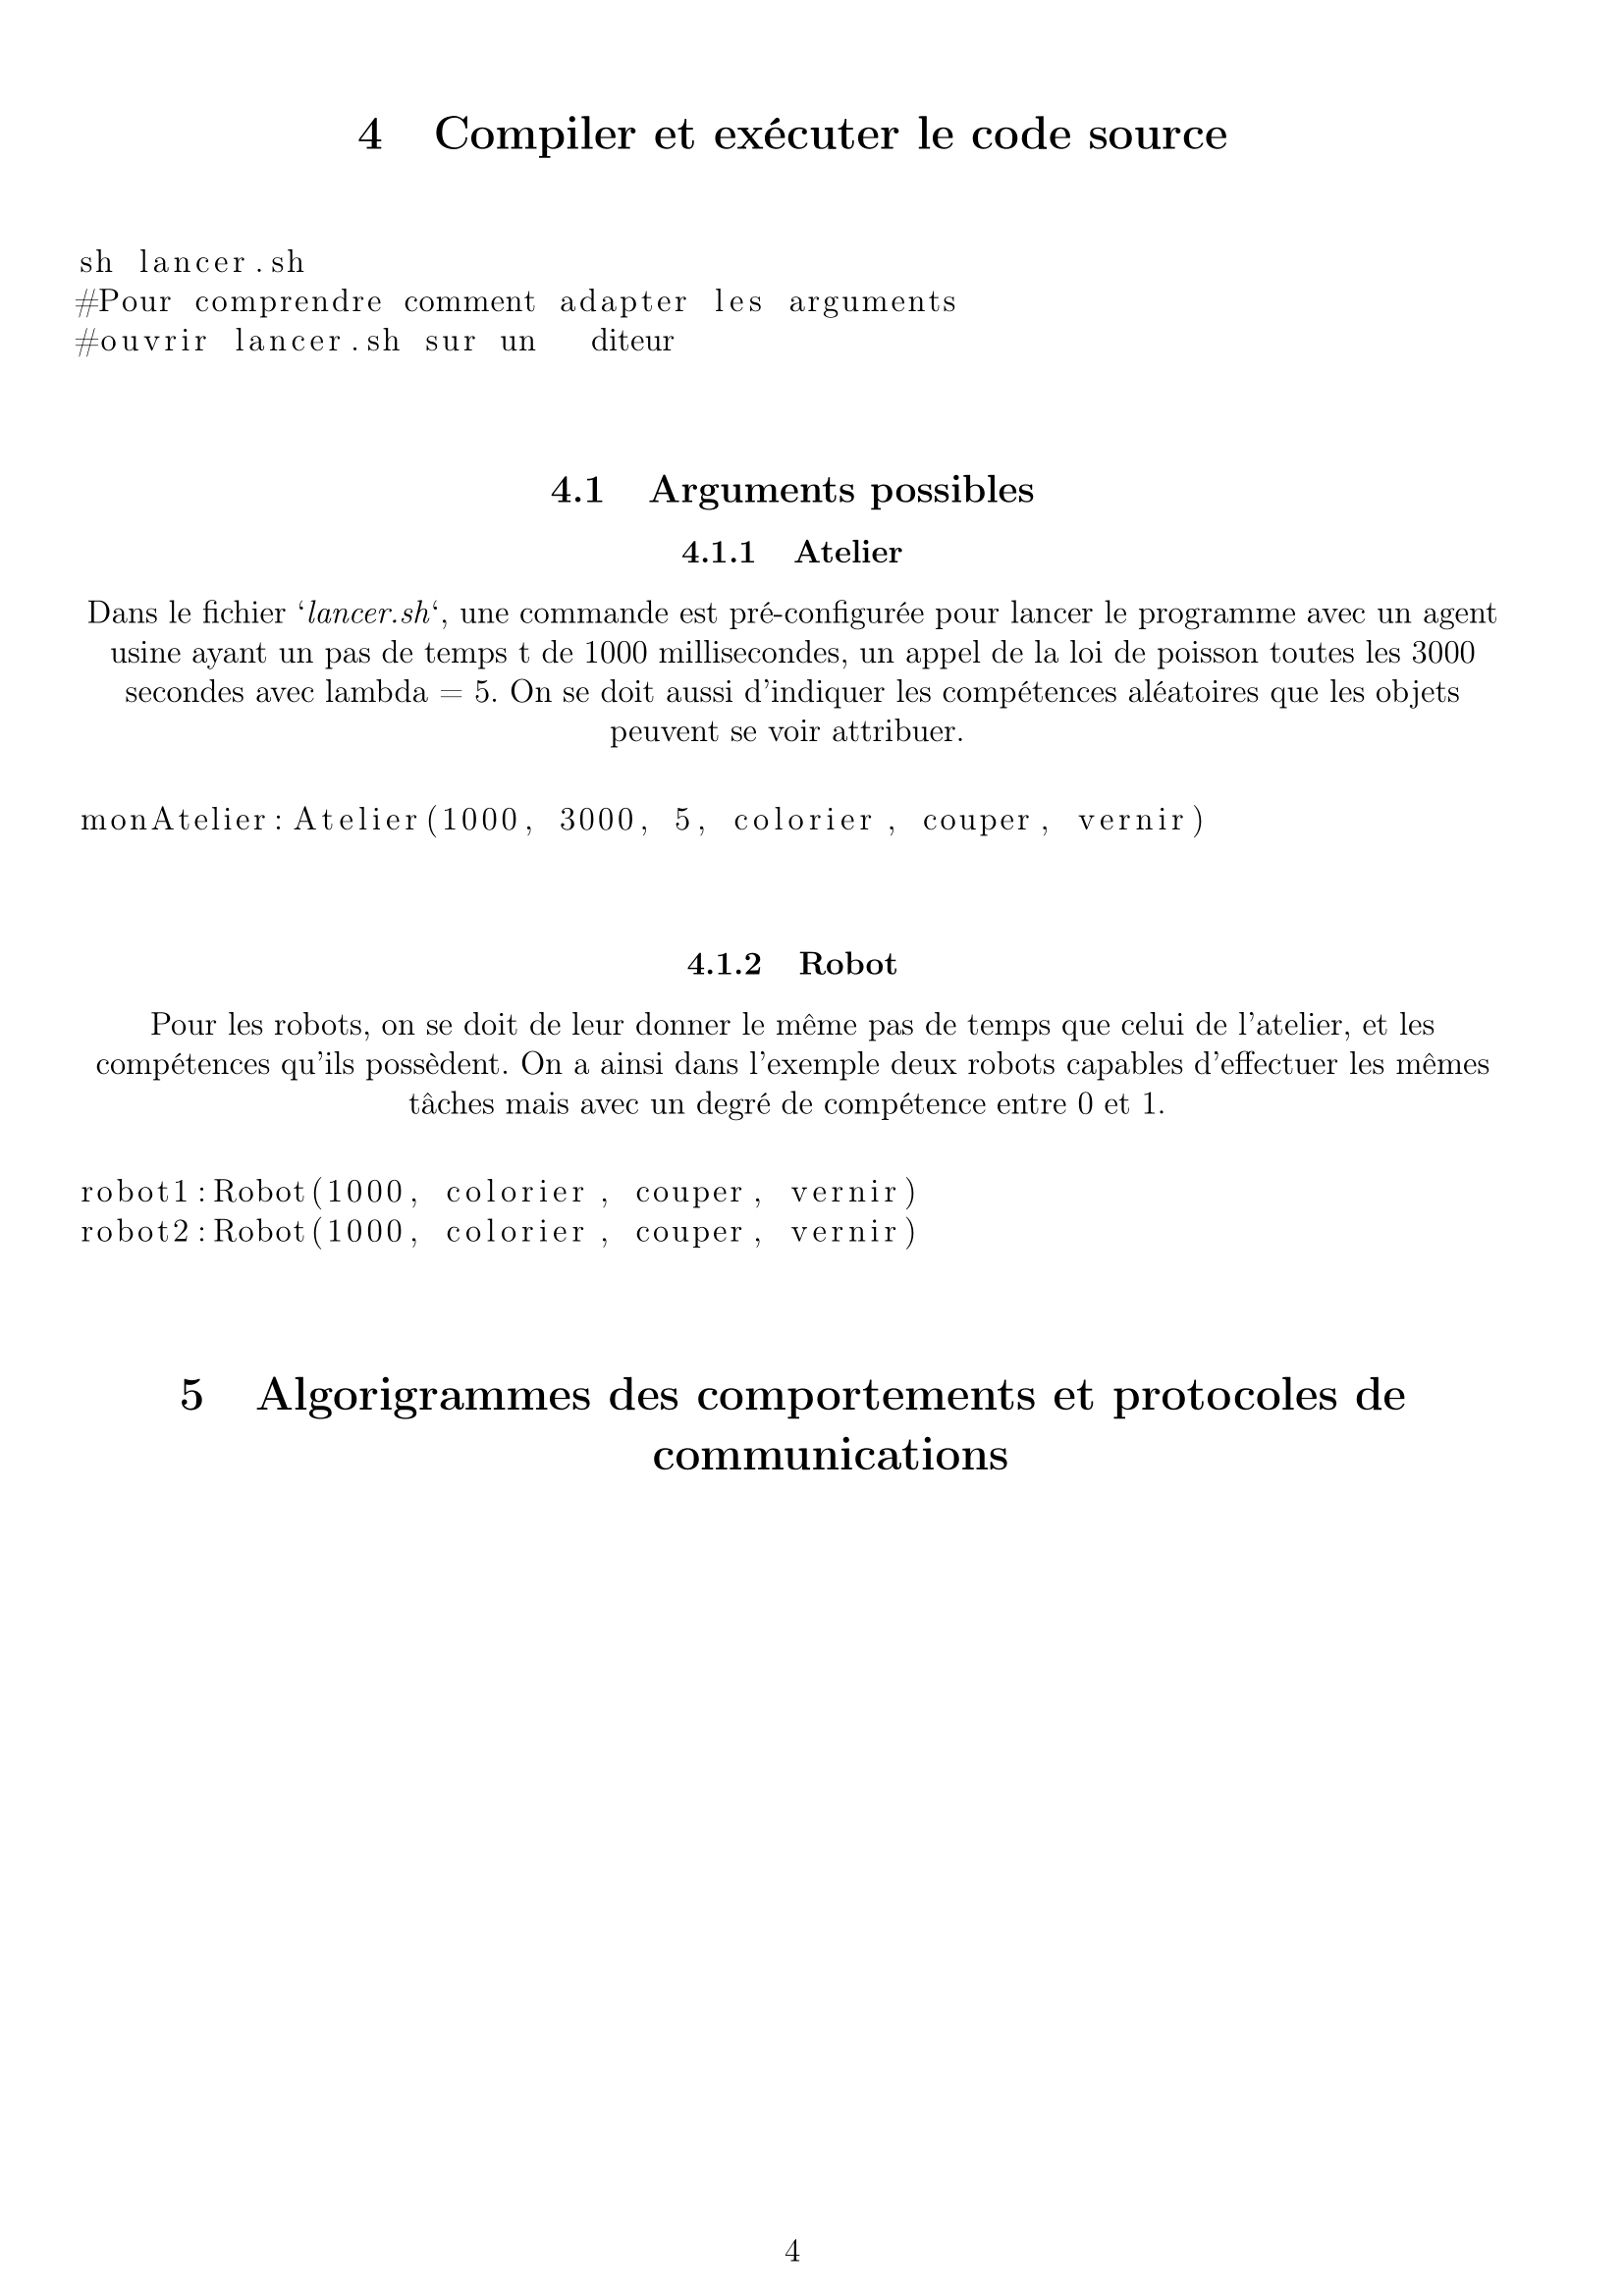 4 Compiler et exécuter le code source
sh lancer.sh
#Pour comprendre comment adapter les arguments
#ouvrir lancer.sh sur un diteur
4.1 Arguments possibles
4.1.1 Atelier
Dans le fichier ‘lancer.sh‘, une commande est pré-configurée pour lancer le programme avec un agent
usine ayant un pas de temps t de 1000 millisecondes, un appel de la loi de poisson toutes les 3000
secondes avec lambda = 5. On se doit aussi d’indiquer les compétences aléatoires que les objets
peuvent se voir attribuer.
monAtelier:Atelier(1000, 3000, 5, colorier, couper, vernir)
4.1.2 Robot
Pour les robots, on se doit de leur donner le même pas de temps que celui de l’atelier, et les
compétences qu’ils possèdent. On a ainsi dans l’exemple deux robots capables d’effectuer les mêmes
tâches mais avec un degré de compétence entre 0 et 1.
robot1:Robot(1000, colorier, couper, vernir)
robot2:Robot(1000, colorier, couper, vernir)
5 Algorigrammes des comportements et protocoles de
communications
4